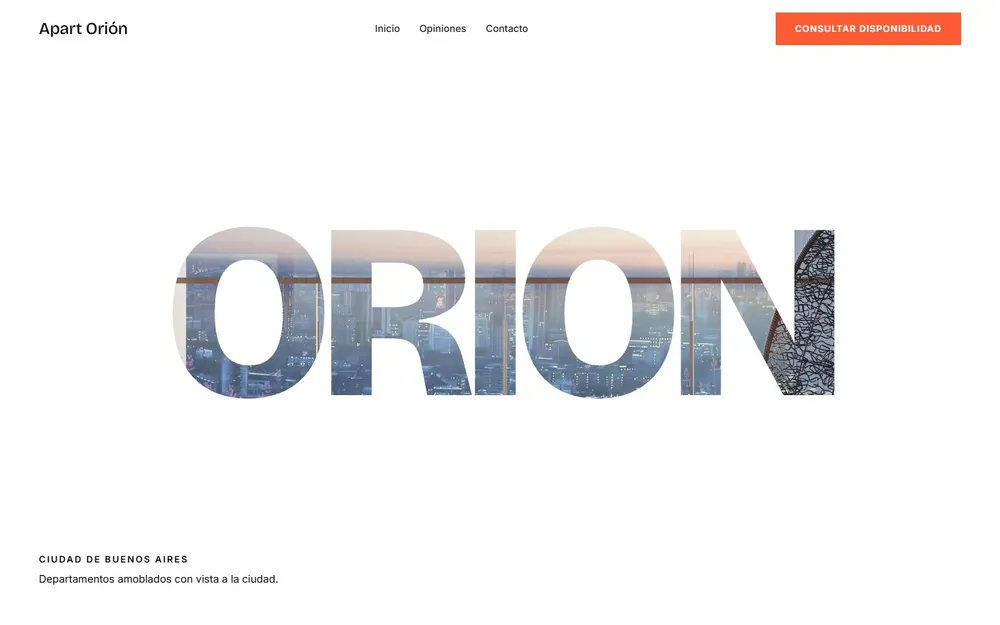 Apart Orión
Inicio Opiniones Contacto
CONSULTAR DISPONIBILIDAD
ORION
CIUDAD DE BUENOS AIRES
Departamentos amoblados con vista a la ciudad.